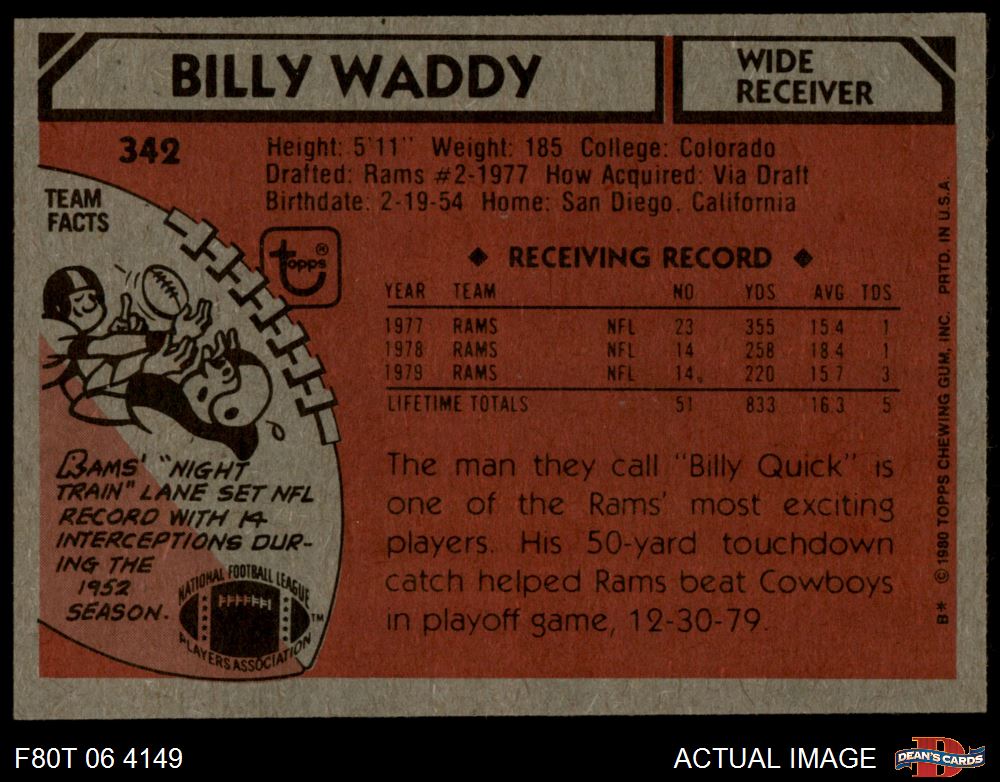 BILLY WADDY
WIDE
RECEIVER
342
Height: 5'11" Weight: 185 College: Colorado
Drafted: Rams #2-1977 How Acquired: Via Draft
Birthdate: 2-19-54 Home: San Diego, California
TEAM
FACTS
topps®
◆ RECEIVING RECORD ◆
YEAR TEAM NO YDS AVG TDS
1977 RAMS NFL 23 355 15.4 1
1978 RAMS NFL 14 258 18.4 1
1979 RAMS NFL 14 220 15.7 3
LIFETIME TOTALS 51 833 16.3 5
RAMS' "NIGHT
TRAIN" LANE SET NFL
RECORD WITH 14
INTERCEPTIONS DUR-
ING THE
1952
SEASON.
NATIONAL FOOTBALL LEAGUE
PLAYERS ASSOCIATION
TM
The man they call "Billy Quick" is
one of the Rams' most exciting
players. His 50-yard touchdown
catch helped Rams beat Cowboys
in playoff game, 12-30-79.
B* © 1980 TOPPS CHEWING GUM, INC. PRTD. IN U.S.A.
F80T 06 4149
ACTUAL IMAGE
D
DEAN'S CARDS